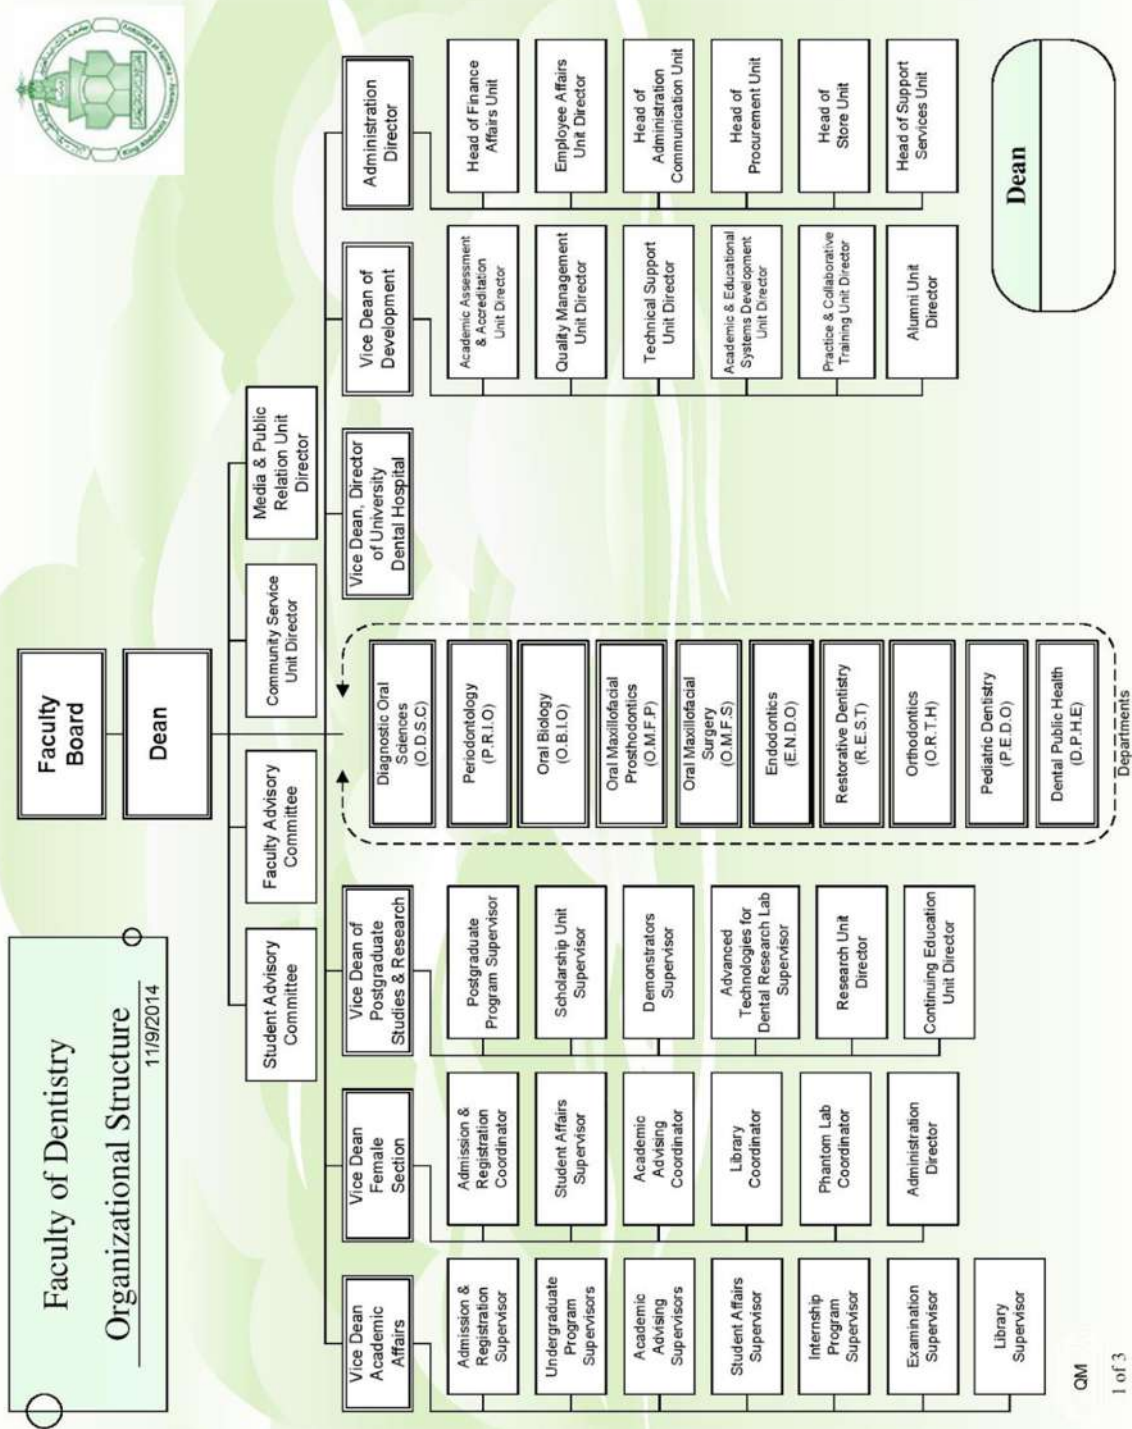 Faculty of Dentistry
Organizational Structure
11/9/2014
Faculty
Board
Dean
Student Advisory
Committee
Faculty Advisory
Committee
Community Service
Unit Director
Media & Public
Relation Unit
Director
Vice Dean
Academic
Affairs
Admission &
Registration
Supervisor
Undergraduate
Program
Supervisors
Academic
Advising
Supervisors
Student Affairs
Supervisor
Internship
Program
Supervisor
Examination
Supervisor
Library
Supervisor
Vice Dean
Female
Section
Admission &
Registration
Coordinator
Student Affairs
Supervisor
Academic
Advising
Coordinator
Library
Coordinator
Phantom Lab
Coordinator
Administration
Director
Vice Dean of
Postgraduate
Studies & Research
Postgraduate
Program Supervisor
Scholarship Unit
Supervisor
Demonstrators
Supervisor
Advanced
Technologies for
Dental Research Lab
Supervisor
Research Unit
Director
Continuing Education
Unit Director
Diagnostic Oral
Sciences
(O.D.S.C)
Periodontology
(P.R.I.O)
Oral Biology
(O.B.I.O)
Oral Maxillofacial
Prosthodontics
(O.M.F.P)
Oral Maxillofacial
Surgery
(O.M.F.S)
Endodontics
(E.N.D.O)
Restorative Dentistry
(R.E.S.T)
Orthodontics
(O.R.T.H)
Pediatric Dentistry
(P.E.D.O)
Dental Public Health
(D.P.H.E)
Departments
Vice Dean, Director
of University
Dental Hospital
Vice Dean of
Development
Academic Assessment
& Accreditation
Unit Director
Quality Management
Unit Director
Technical Support
Unit Director
Academic & Educational
Systems Development
Unit Director
Practice & Collaborative
Training Unit Director
Alumni Unit
Director
Administration
Director
Head of Finance
Affairs Unit
Employee Affairs
Unit Director
Head of
Administration
Communication Unit
Head of
Procurement Unit
Head of
Store Unit
Head of Support
Services Unit
Dean
QM
1 of 3